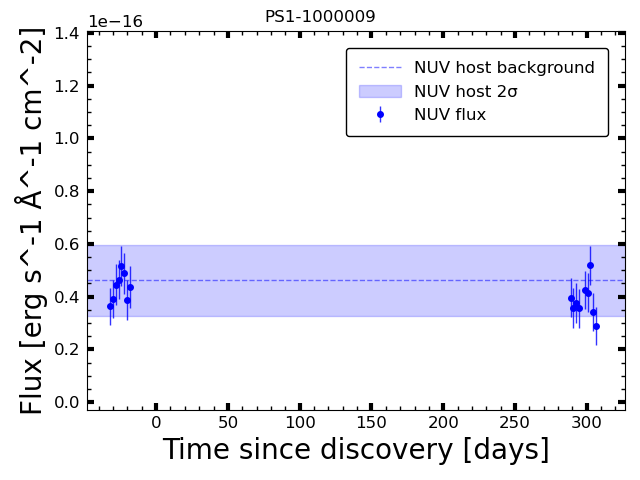 PS1-1000009
1e−16
1.4
1.2
1.0
0.8
0.6
0.4
0.2
0.0
Flux [erg s^-1 Å^-1 cm^-2]
NUV host background
NUV host 2σ
NUV flux
0 50 100 150 200 250 300
Time since discovery [days]